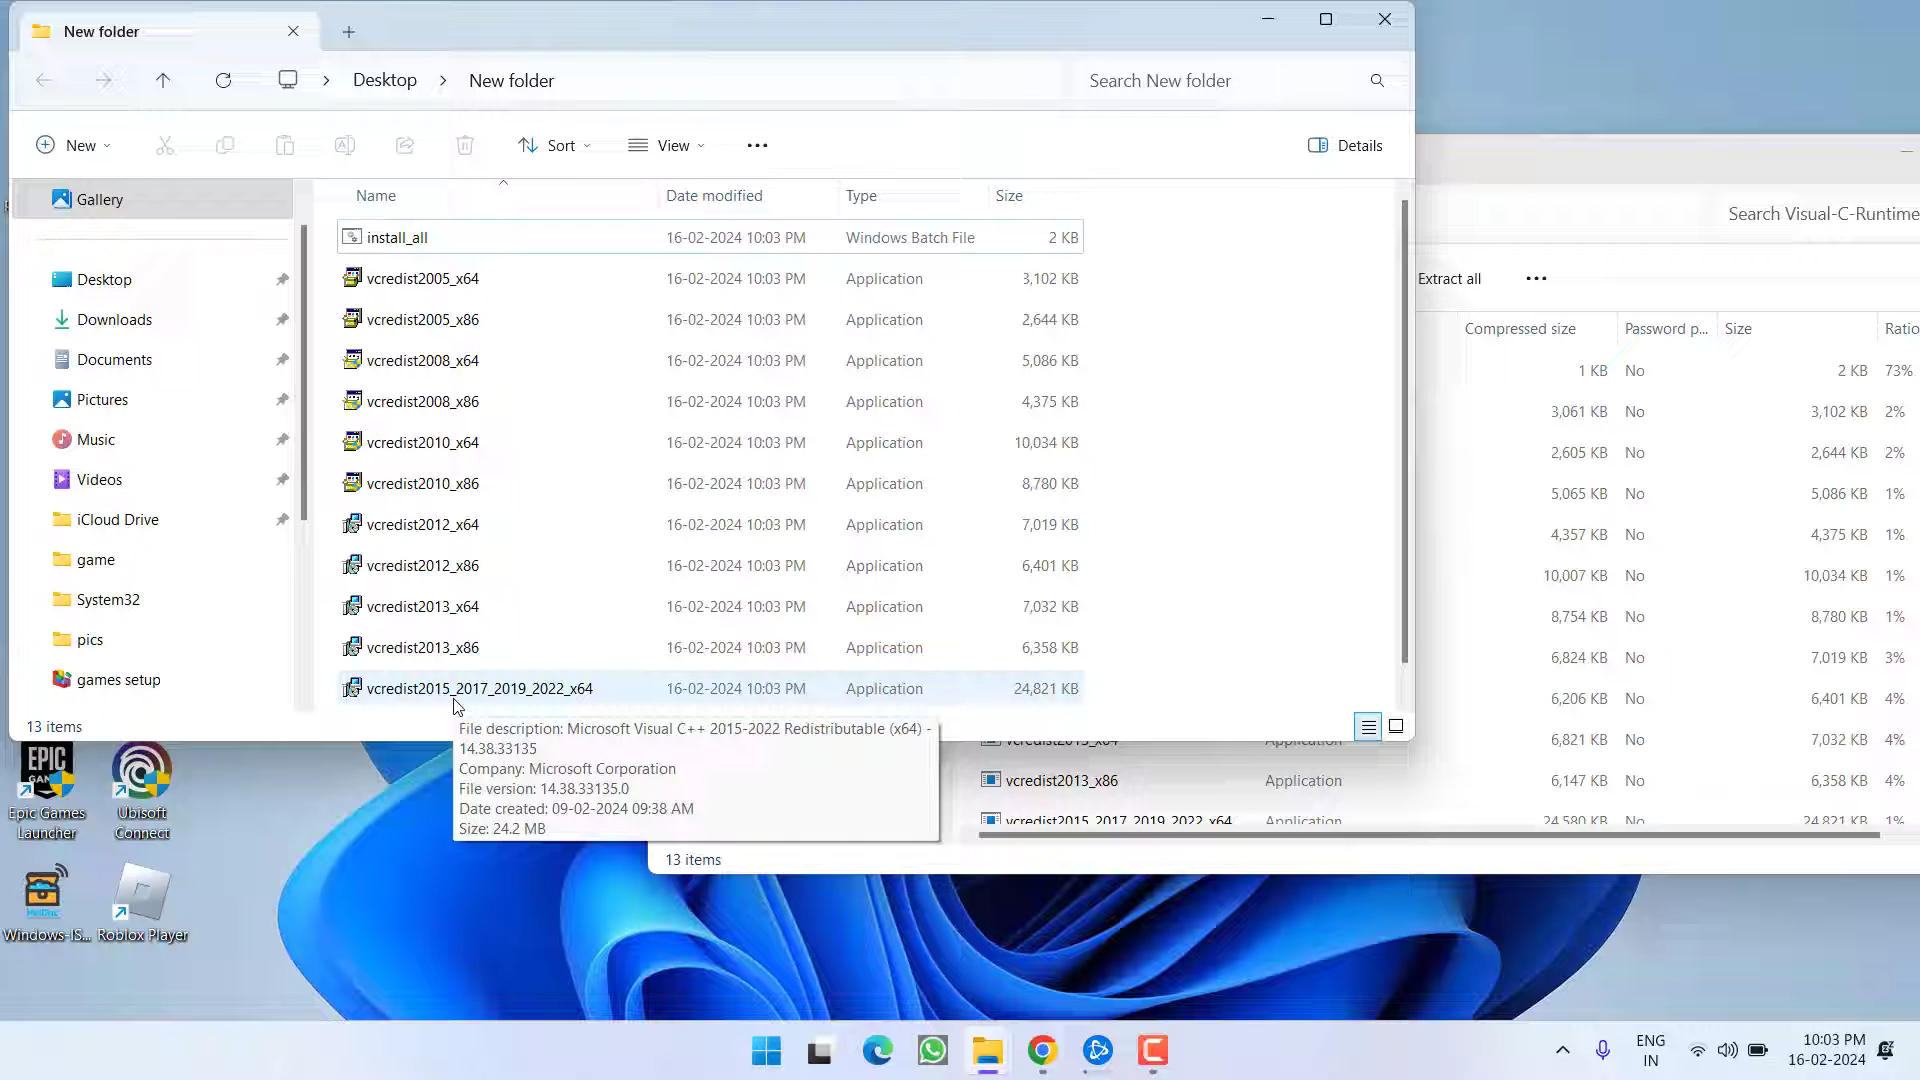 New folder
Desktop
New folder
Search New folder
New
Sort
View
Details
Gallery
Desktop
Downloads
Documents
Pictures
Music
Videos
iCloud Drive
game
System32
pics
games setup
Name Date modified Type Size
install_all 16-02-2024 10:03 PM Windows Batch File 2 KB
vcredist2005_x64 16-02-2024 10:03 PM Application 3,102 KB
vcredist2005_x86 16-02-2024 10:03 PM Application 2,644 KB
vcredist2008_x64 16-02-2024 10:03 PM Application 5,086 KB
vcredist2008_x86 16-02-2024 10:03 PM Application 4,375 KB
vcredist2010_x64 16-02-2024 10:03 PM Application 10,034 KB
vcredist2010_x86 16-02-2024 10:03 PM Application 8,780 KB
vcredist2012_x64 16-02-2024 10:03 PM Application 7,019 KB
vcredist2012_x86 16-02-2024 10:03 PM Application 6,401 KB
vcredist2013_x64 16-02-2024 10:03 PM Application 7,032 KB
vcredist2013_x86 16-02-2024 10:03 PM Application 6,358 KB
vcredist2015_2017_2019_2022_x64 16-02-2024 10:03 PM Application 24,821 KB
13 items
File description: Microsoft Visual C++ 2015-2022 Redistributable (x64) -
14.38.33135
Company: Microsoft Corporation
File version: 14.38.33135.0
Date created: 09-02-2024 09:38 AM
Size: 24.2 MB
Search Visual-C-Runtime
Extract all
Compressed size Password p... Size Ratio
1 KB No 2 KB 73%
3,061 KB No 3,102 KB 2%
2,605 KB No 2,644 KB 2%
5,065 KB No 5,086 KB 1%
4,357 KB No 4,375 KB 1%
10,007 KB No 10,034 KB 1%
8,754 KB No 8,780 KB 1%
6,824 KB No 7,019 KB 3%
6,206 KB No 6,401 KB 4%
vcredist2013_x64 Application 6,821 KB No 7,032 KB 4%
vcredist2013_x86 Application 6,147 KB No 6,358 KB 4%
vcredist2015_2017_2019_2022_x64 Application 24,580 KB No 24,821 KB 1%
13 items
EPIC
Epic Games
Launcher
Ubisoft
Connect
Windows-IS...
Roblox Player
ENG
IN
10:03 PM
16-02-2024